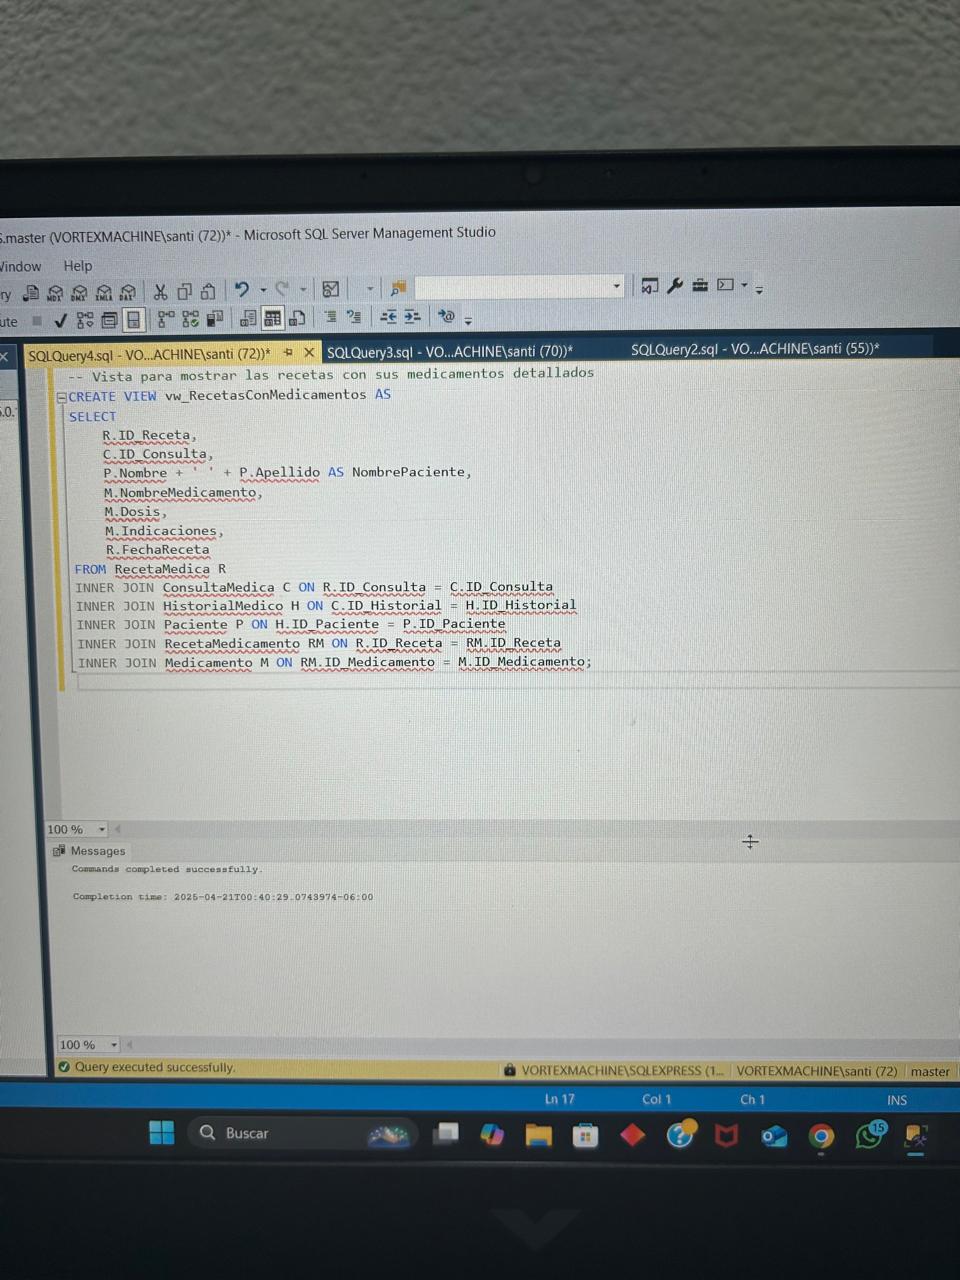 .master (VORTEXMACHINE\santi (72))* - Microsoft SQL Server Management Studio
Window Help
MDX DMX XMLA DAX
SQLQuery4.sql - VO...ACHINE\santi (72))* SQLQuery3.sql - VO...ACHINE\santi (70))* SQLQuery2.sql - VO...ACHINE\santi (55))*
-- Vista para mostrar las recetas con sus medicamentos detallados
CREATE VIEW vw_RecetasConMedicamentos AS
SELECT
R.ID_Receta,
C.ID_Consulta,
P.Nombre + ' ' + P.Apellido AS NombrePaciente,
M.NombreMedicamento,
M.Dosis,
M.Indicaciones,
R.FechaReceta
FROM RecetaMedica R
INNER JOIN ConsultaMedica C ON R.ID_Consulta = C.ID_Consulta
INNER JOIN HistorialMedico H ON C.ID_Historial = H.ID_Historial
INNER JOIN Paciente P ON H.ID_Paciente = P.ID_Paciente
INNER JOIN RecetaMedicamento RM ON R.ID_Receta = RM.ID_Receta
INNER JOIN Medicamento M ON RM.ID_Medicamento = M.ID_Medicamento;
100 %
Messages
Commands completed successfully.
Completion time: 2025-04-21T00:40:29.0743974-06:00
100 %
Query executed successfully. VORTEXMACHINE\SQLEXPRESS (1... VORTEXMACHINE\santi (72) master
Ln 17 Col 1 Ch 1 INS
Buscar 15